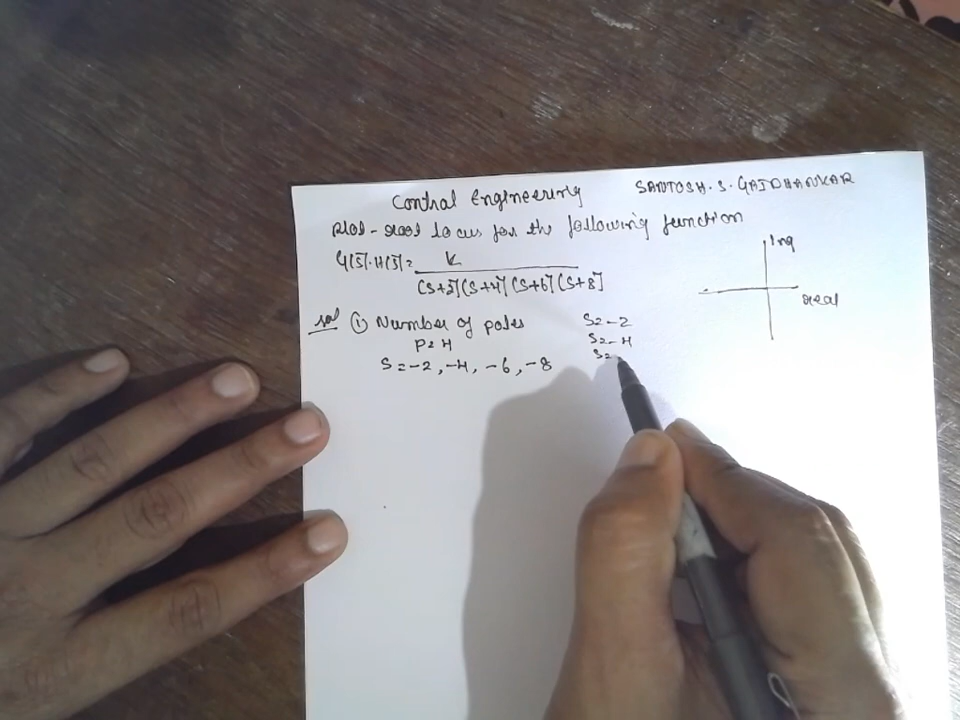 Control Engineering
SANTOSH.S.GAIDHANKAR
Plot-root locus for the following function
G(s).H(s)= K
(s+2)(s+4)(s+6)(s+8)
Img
real
sol ① Number of poles
P=4
S=-2, -4, -6, -8
S=-2
S=-4
S=